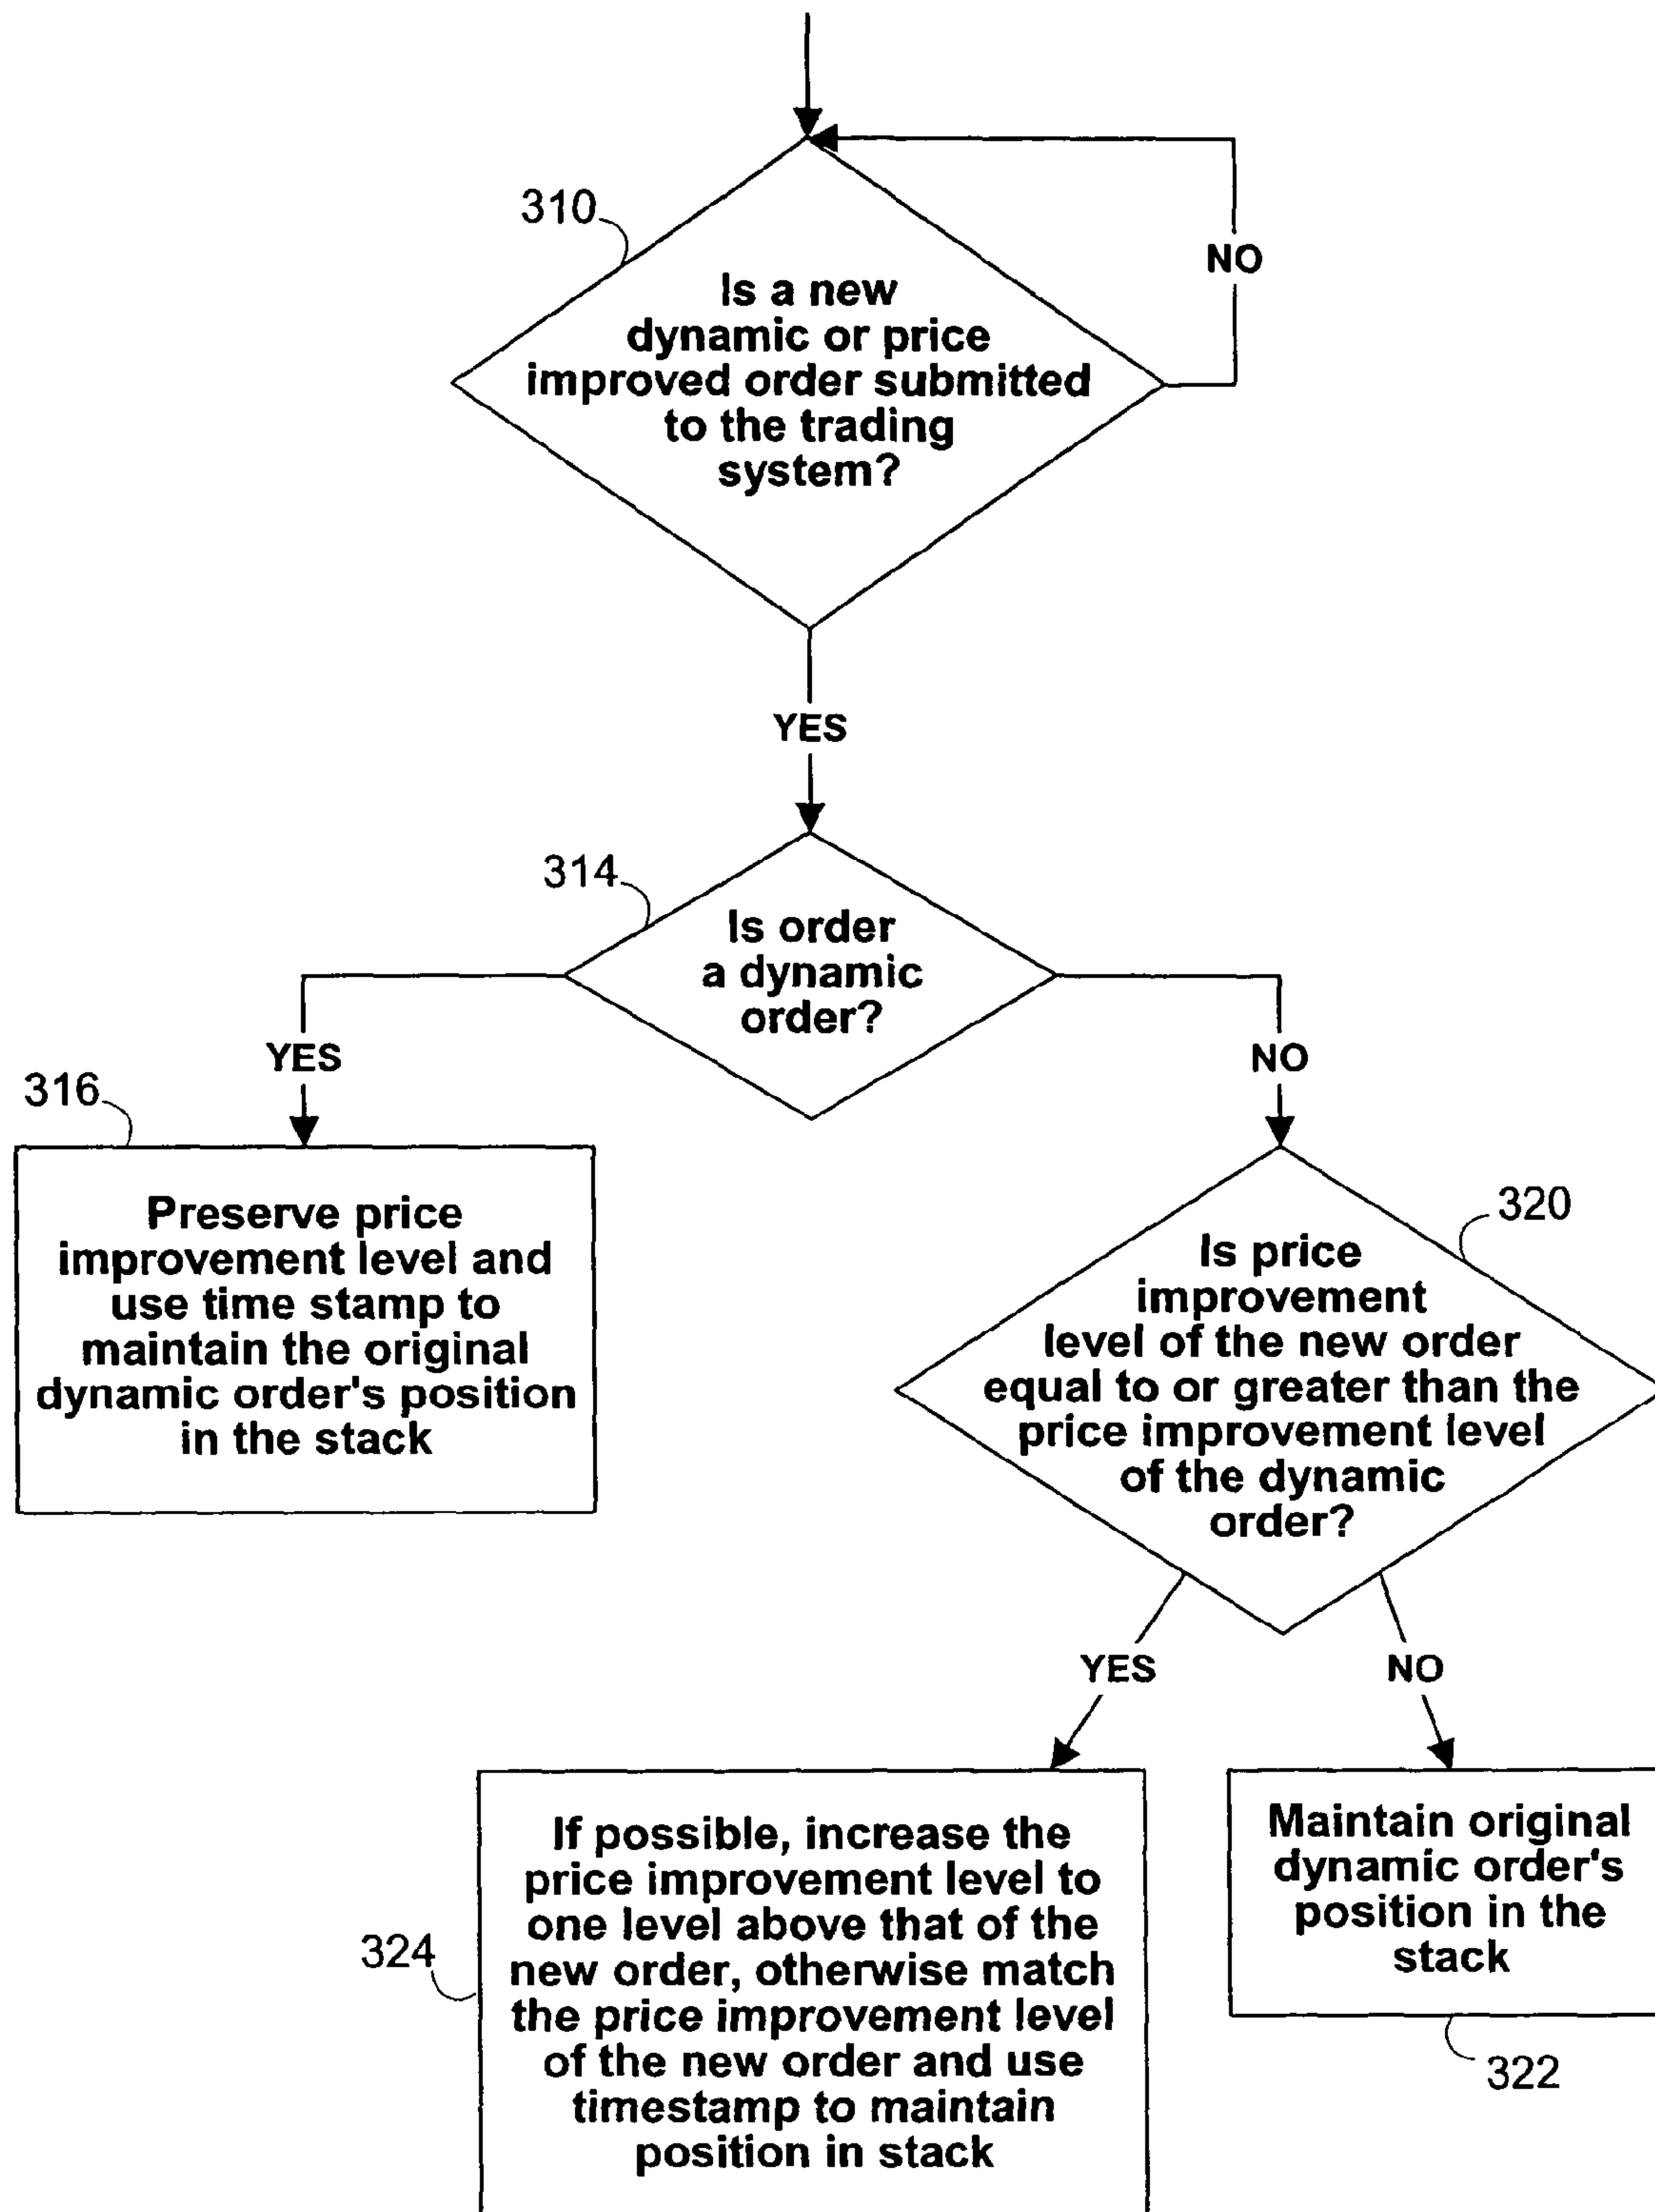 310
NO
Is a new
dynamic or price
improved order submitted
to the trading
system?
YES
314
Is order
a dynamic
order?
YES
NO
316
Preserve price
improvement level and
use time stamp to
maintain the original
dynamic order's position
in the stack
320
Is price
improvement
level of the new order
equal to or greater than the
price improvement level
of the dynamic
order?
YES
NO
324
If possible, increase the
price improvement level to
one level above that of the
new order, otherwise match
the price improvement level
of the new order and use
timestamp to maintain
position in stack
Maintain original
dynamic order's
position in the
stack
322